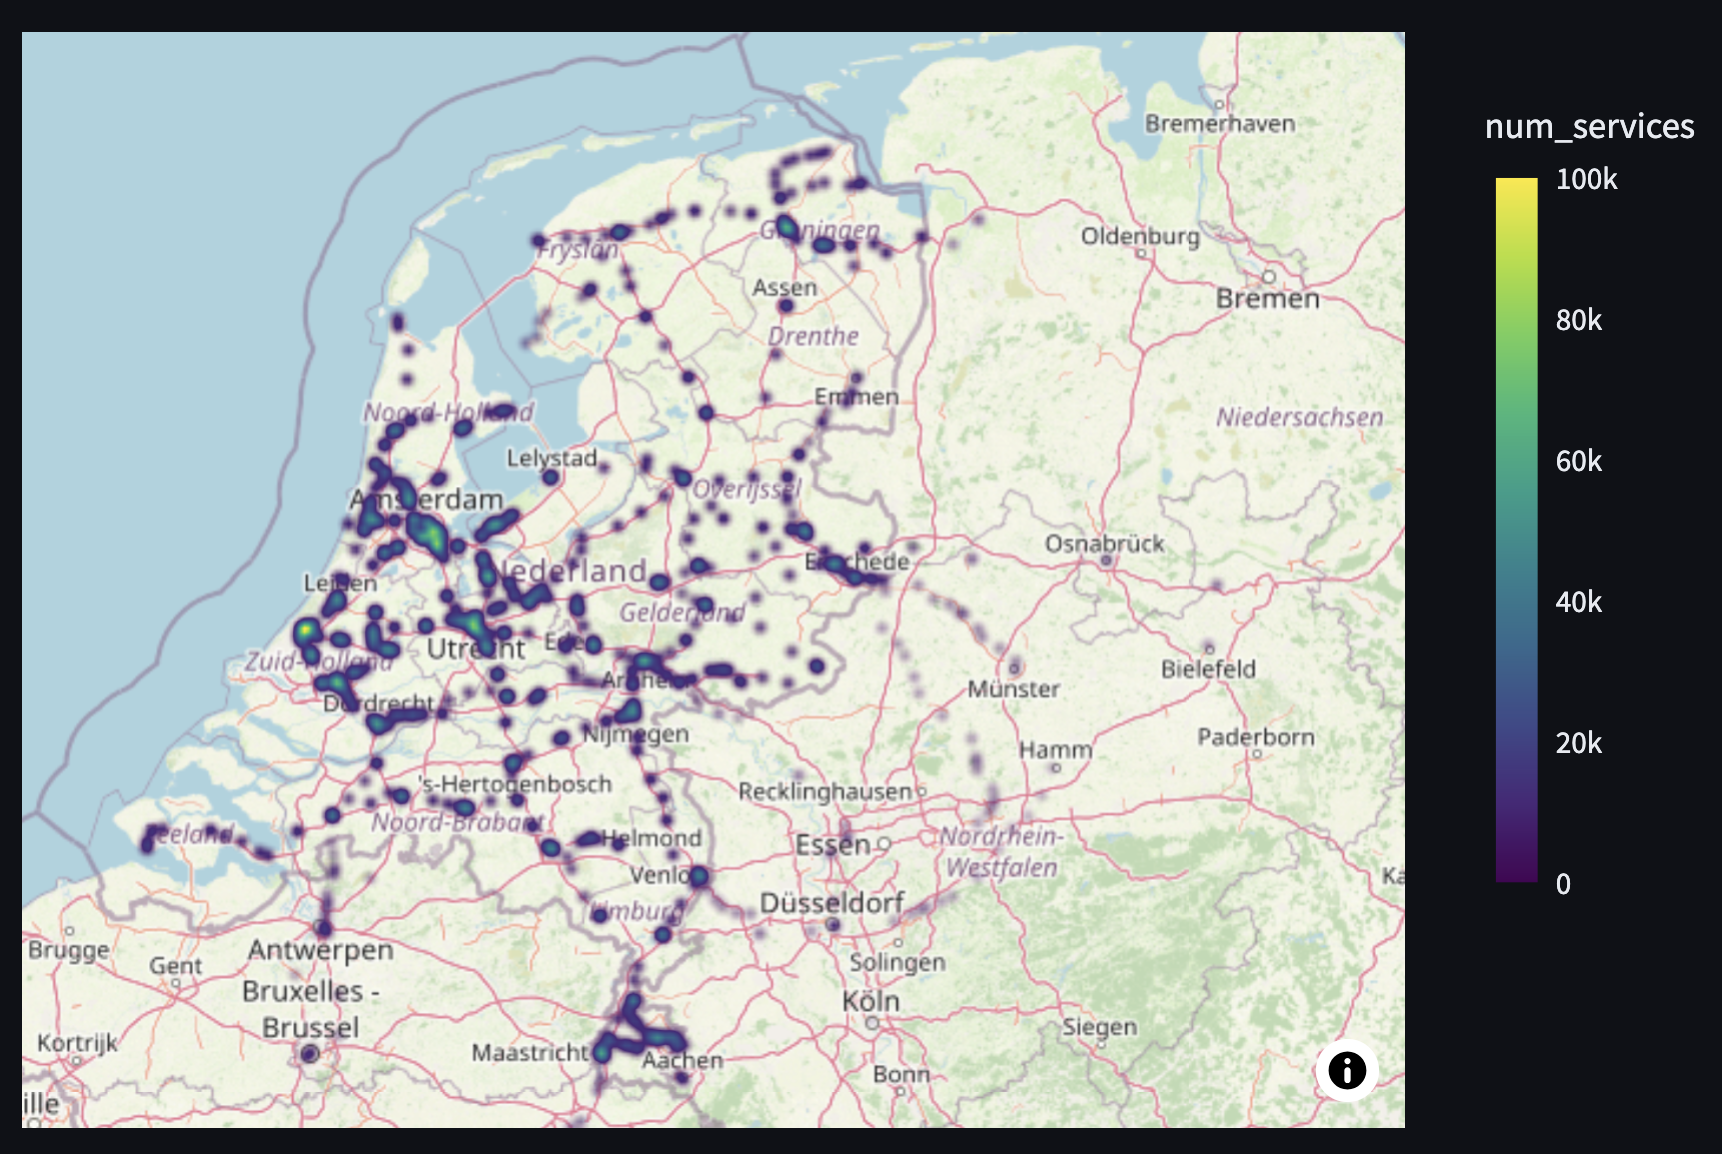 num_services
100k
80k
60k
40k
20k
0
Bremerhaven
Oldenburg
Bremen
Groningen
Fryslân
Assen
Drenthe
Emmen
Noord-Holland
Niedersachsen
Lelystad
Overijssel
Amsterdam
Osnabrück
Enschede
Leiden
Nederland
Gelderland
Utrecht
Ede
Zuid-Holland
Bielefeld
Arnhem
Münster
Dordrecht
Nijmegen
Hamm
Paderborn
's-Hertogenbosch
Recklinghausen
Noord-Brabant
Zeeland
Helmond
Essen
Nordrhein-
Westfalen
Venlo
Ka
Limburg
Düsseldorf
Brugge
Antwerpen
Gent
Solingen
Bruxelles -
Brussel
Köln
Kortrijk
Siegen
Maastricht
Aachen
Bonn
ille